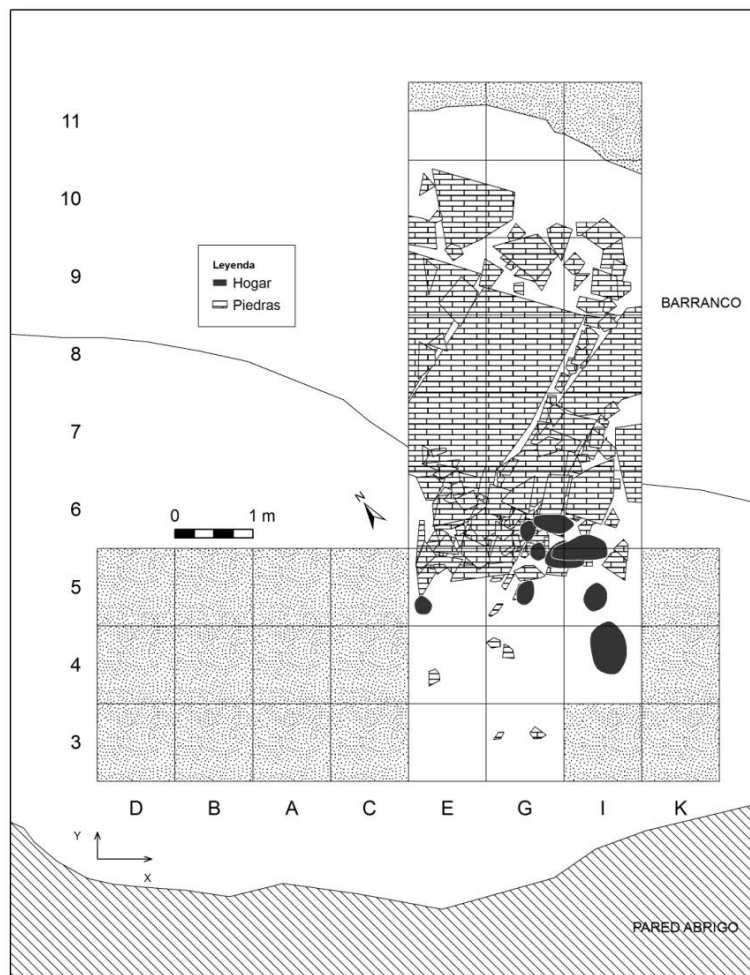 11
10
9
8
7
6
5
4
3
Leyenda
Hogar
Piedras
BARRANCO
N
0 1 m
D B A C E G I K
Y
X
PARED ABRIGO